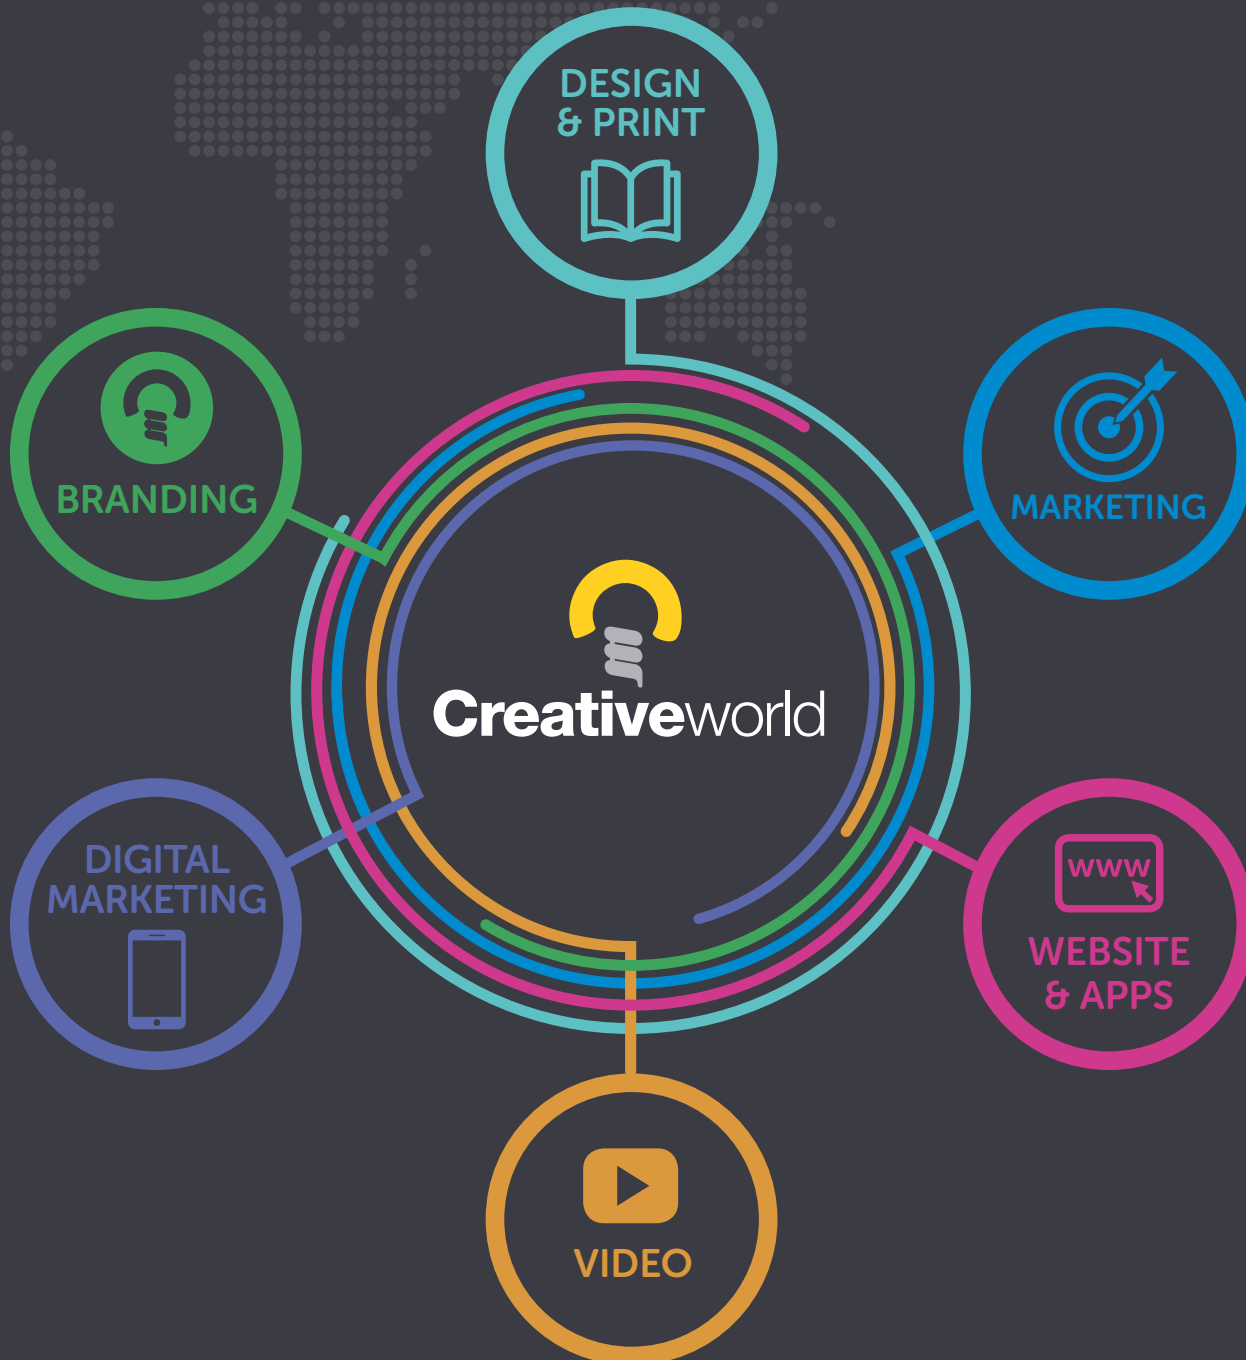 DESIGN
& PRINT
BRANDING
MARKETING
Creativeworld
DIGITAL
MARKETING
www
WEBSITE
& APPS
VIDEO